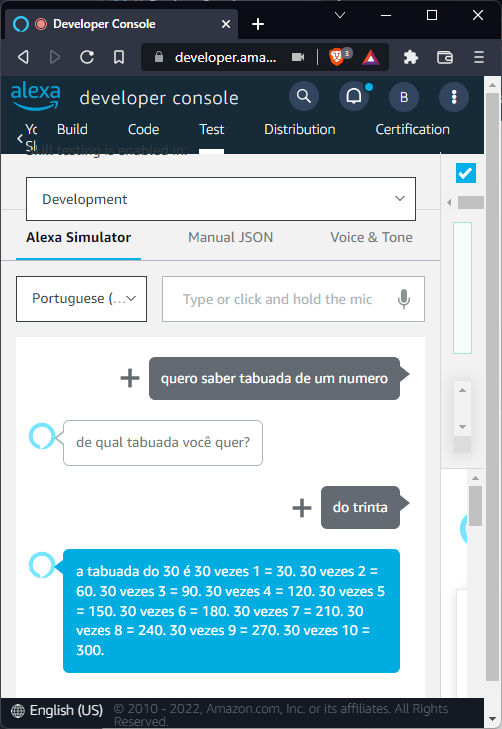 Developer Console
developer.ama...
3
alexa developer console
B
Build Code Test Distribution Certification
Skill testing is enabled in:
Development
Alexa Simulator Manual JSON Voice & Tone
Portuguese (... Type or click and hold the mic
quero saber tabuada de um numero
de qual tabuada você quer?
do trinta
a tabuada do 30 é 30 vezes 1 = 30. 30 vezes 2 =
60. 30 vezes 3 = 90. 30 vezes 4 = 120. 30 vezes 5
= 150. 30 vezes 6 = 180. 30 vezes 7 = 210. 30
vezes 8 = 240. 30 vezes 9 = 270. 30 vezes 10 =
300.
English (US) © 2010 - 2022, Amazon.com, Inc. or its affiliates. All Rights
Reserved.